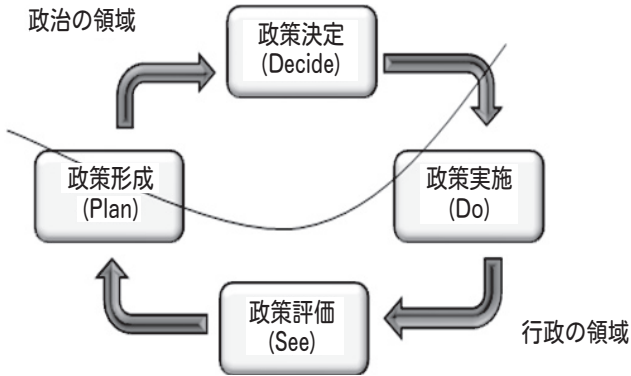 政治の領域
政策決定
(Decide)
政策形成
(Plan)
政策実施
(Do)
政策評価
(See)
行政の領域